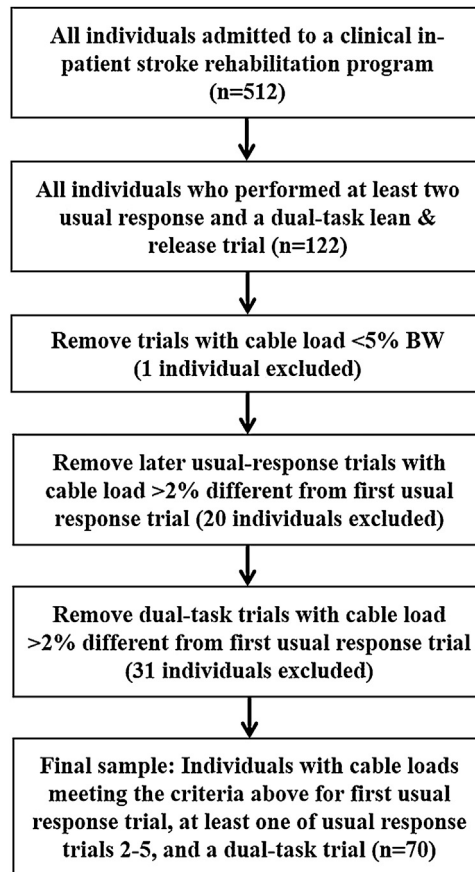 All individuals admitted to a clinical in-
patient stroke rehabilitation program
(n=512)
All individuals who performed at least two
usual response and a dual-task lean &
release trial (n=122)
Remove trials with cable load <5% BW
(1 individual excluded)
Remove later usual-response trials with
cable load >2% different from first usual
response trial (20 individuals excluded)
Remove dual-task trials with cable load
>2% different from first usual response trial
(31 individuals excluded)
Final sample: Individuals with cable loads
meeting the criteria above for first usual
response trial, at least one of usual response
trials 2-5, and a dual-task trial (n=70)